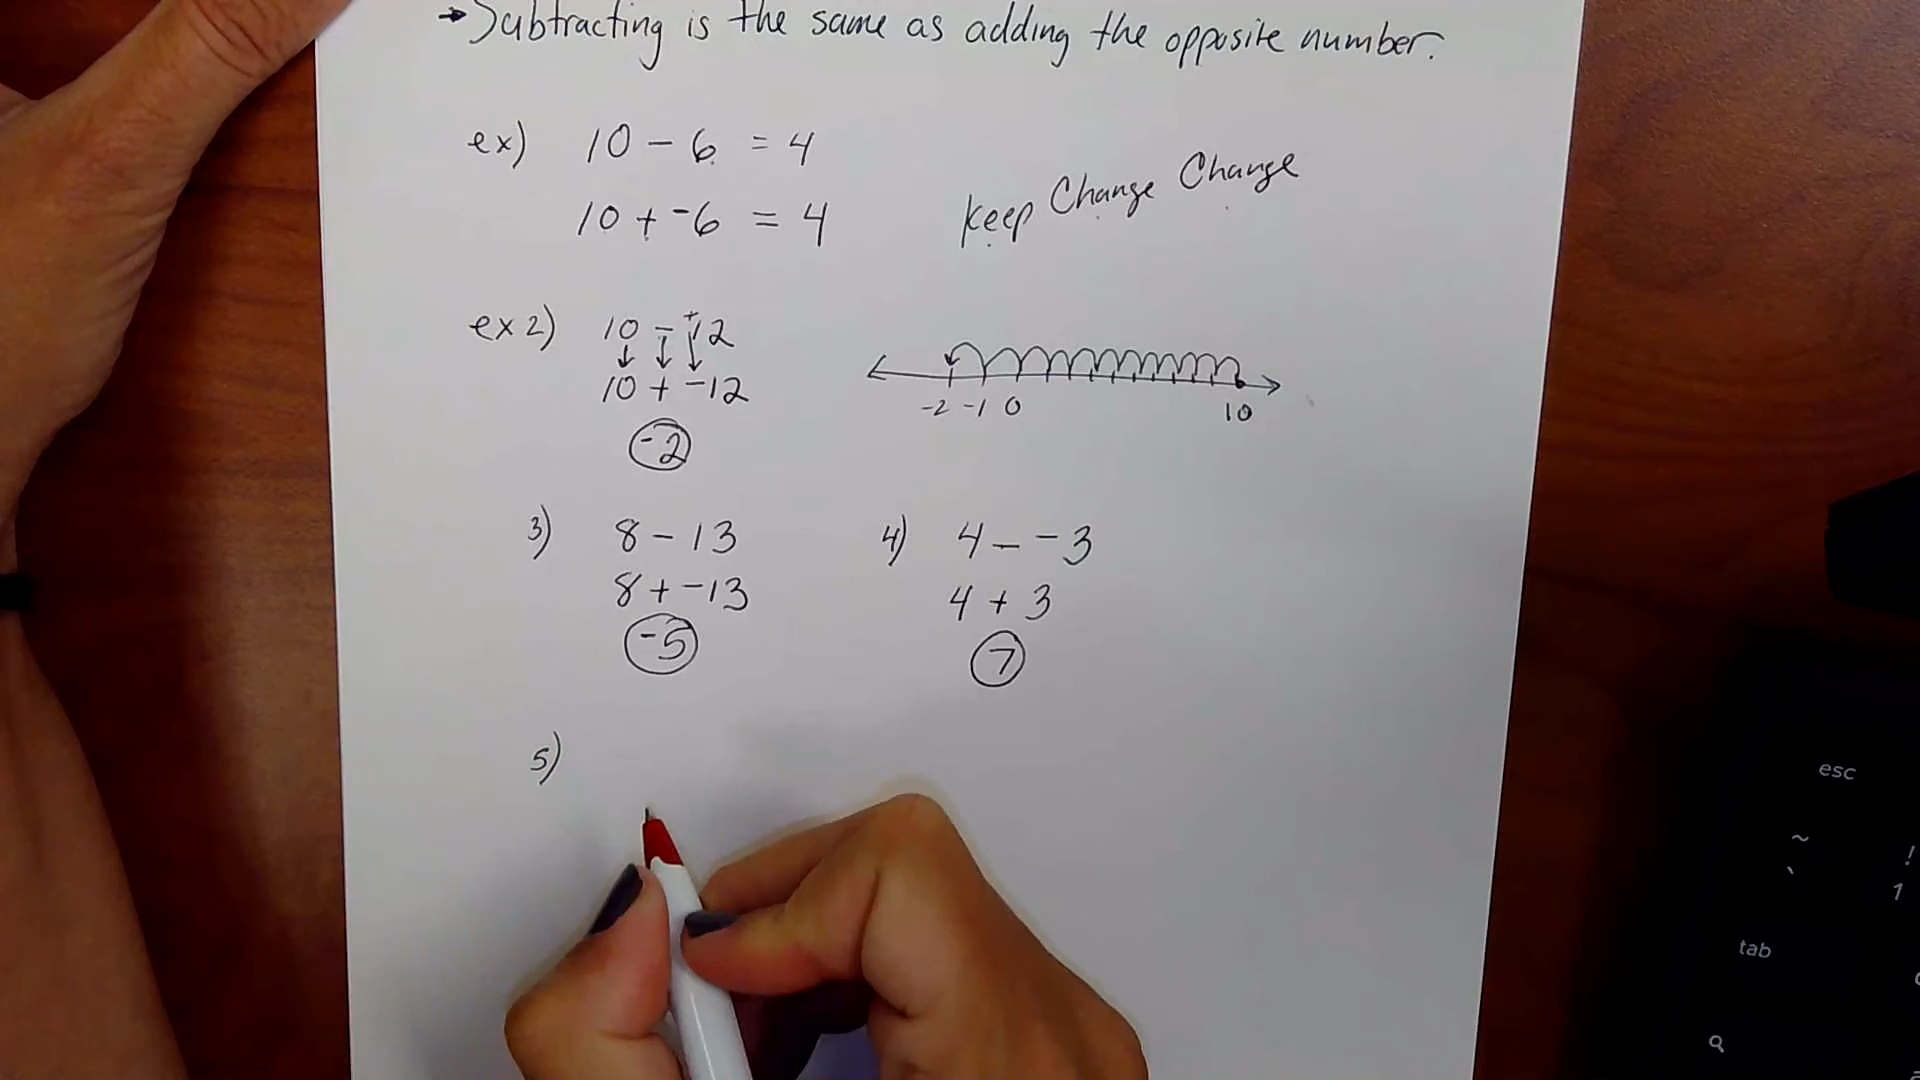 → Subtracting is the same as adding the opposite number.
ex) 10 - 6 = 4
10 + -6 = 4
keep Change Change
ex 2) 10 - +12
↓ ↓ ↓
10 + -12
-2
-2 -1 0 10
3) 8 - 13
8 + -13
-5
4) 4 - -3
4 + 3
7
5)
esc
~
`
!
1
tab